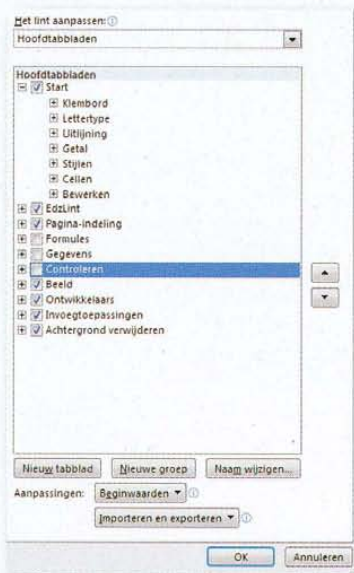 Het lint aanpassen:
Hoofdtabbladen
Hoofdtabbladen
Start
Klembord
Lettertype
Uitlijning
Getal
Stijlen
Cellen
Bewerken
EdzLint
Pagina-indeling
Formules
Gegevens
Controleren
Beeld
Ontwikkelaars
Invoegtoepassingen
Achtergrond verwijderen
Nieuw tabblad Nieuwe groep Naam wijzigen...
Aanpassingen: Beginwaarden
Importeren en exporteren
OK Annuleren